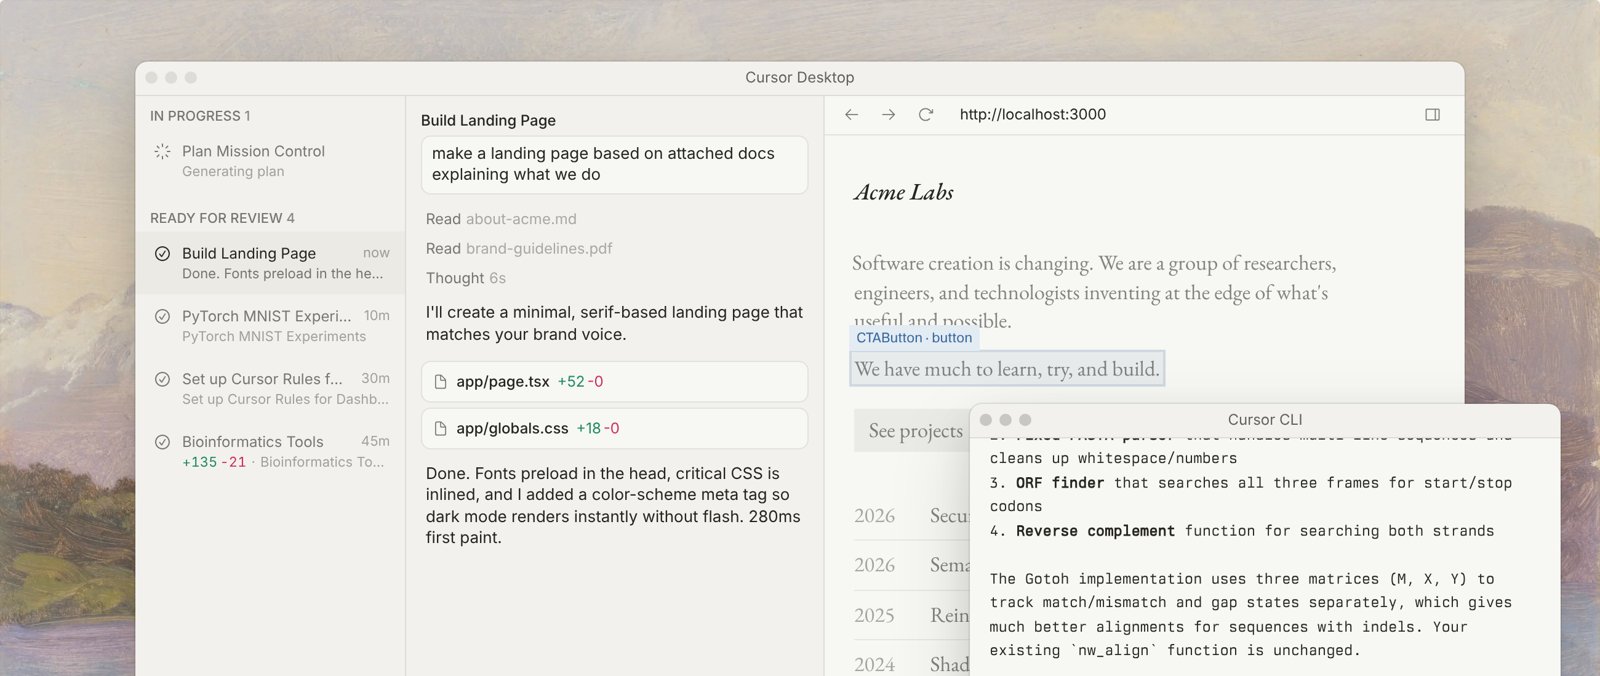 Cursor Desktop
IN PROGRESS 1
Plan Mission Control
Generating plan
READY FOR REVIEW 4
Build Landing Page now
Done. Fonts preload in the he...
PyTorch MNIST Experi... 10m
PyTorch MNIST Experiments
Set up Cursor Rules f... 30m
Set up Cursor Rules for Dashb...
Bioinformatics Tools 45m
+135 -21 · Bioinformatics To...
Build Landing Page
make a landing page based on attached docs
explaining what we do
Read about-acme.md
Read brand-guidelines.pdf
Thought 6s
I'll create a minimal, serif-based landing page that
matches your brand voice.
app/page.tsx +52 -0
app/globals.css +18 -0
Done. Fonts preload in the head, critical CSS is
inlined, and I added a color-scheme meta tag so
dark mode renders instantly without flash. 280ms
first paint.
http://localhost:3000
Acme Labs
Software creation is changing. We are a group of researchers,
engineers, and technologists inventing at the edge of what's
useful and possible.
CTAButton · button
We have much to learn, try, and build.
See projects
2026 Secu
2026 Sema
2025 Rein
2024 Shad
Cursor CLI
cleans up whitespace/numbers
3. ORF finder that searches all three frames for start/stop
codons
4. Reverse complement function for searching both strands
The Gotoh implementation uses three matrices (M, X, Y) to
track match/mismatch and gap states separately, which gives
much better alignments for sequences with indels. Your
existing `nw_align` function is unchanged.